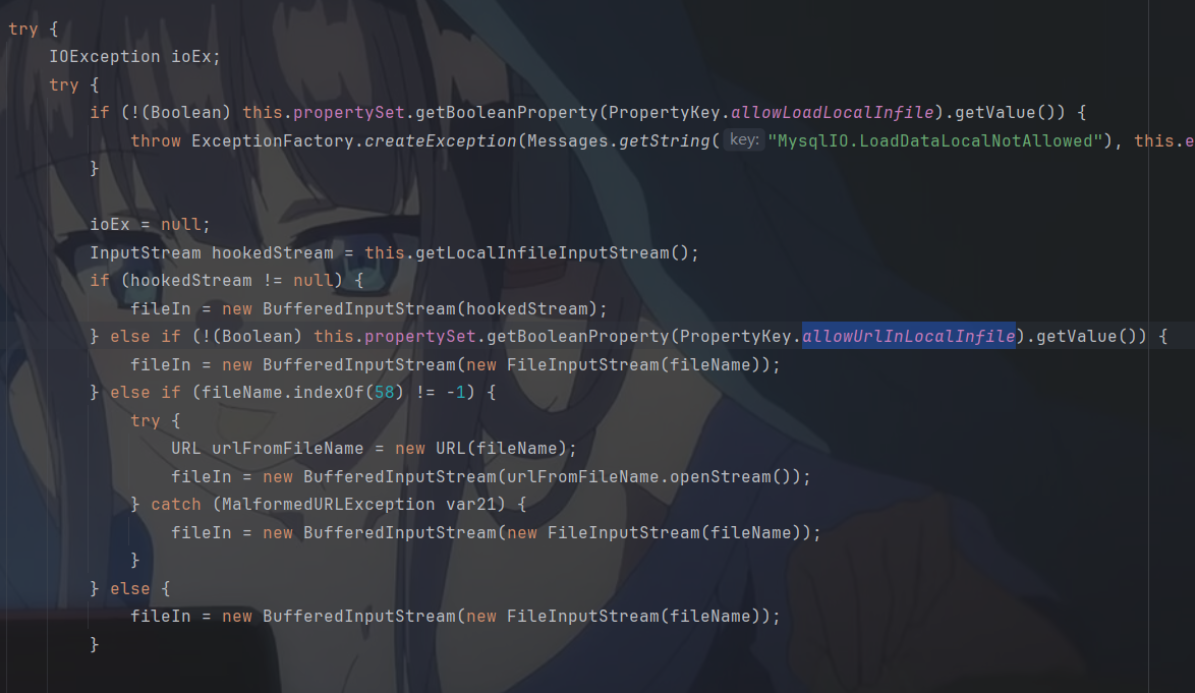 try {
    IOException ioEx;
    try {
        if (!(Boolean) this.propertySet.getBooleanProperty(PropertyKey.allowLoadLocalInfile).getValue()) {
            throw ExceptionFactory.createException(Messages.getString( key: "MysqlIO.LoadDataLocalNotAllowed"), this.e
        }
        ioEx = null;
        InputStream hookedStream = this.getLocalInfileInputStream();
        if (hookedStream != null) {
            fileIn = new BufferedInputStream(hookedStream);
        } else if (!(Boolean) this.propertySet.getBooleanProperty(PropertyKey.allowUrlInLocalInfile).getValue()) {
            fileIn = new BufferedInputStream(new FileInputStream(fileName));
        } else if (fileName.indexOf(58) != -1) {
            try {
                URL urlFromFileName = new URL(fileName);
                fileIn = new BufferedInputStream(urlFromFileName.openStream());
            } catch (MalformedURLException var21) {
                fileIn = new BufferedInputStream(new FileInputStream(fileName));
            }
        } else {
            fileIn = new BufferedInputStream(new FileInputStream(fileName));
        }